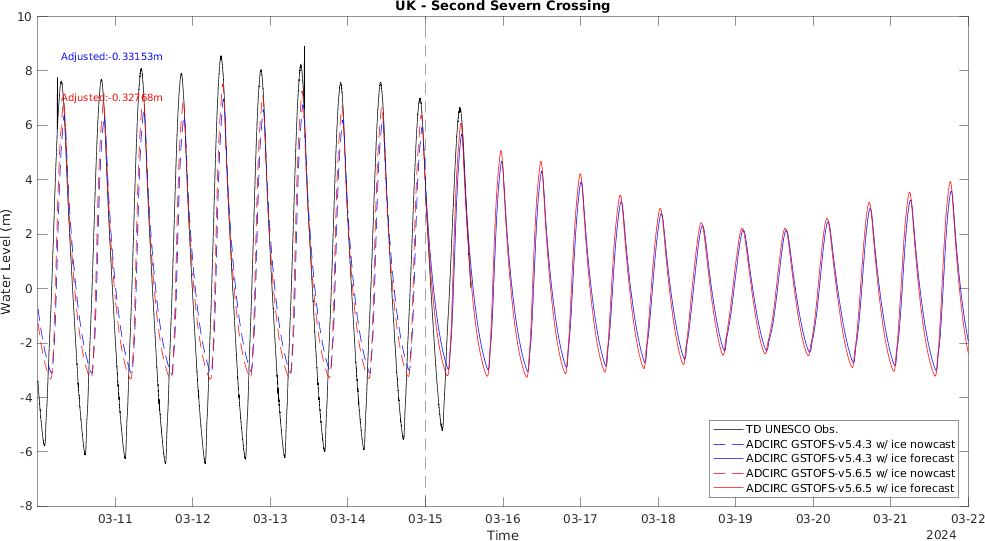 UK - Second Severn Crossing
10
8
6
4
2
0
-2
-4
-6
-8
Water Level (m)
Adjusted:-0.33153m
Adjusted:-0.32768m
TD UNESCO Obs.
ADCIRC GSTOFS-v5.4.3 w/ ice nowcast
ADCIRC GSTOFS-v5.4.3 w/ ice forecast
ADCIRC GSTOFS-v5.6.5 w/ ice nowcast
ADCIRC GSTOFS-v5.6.5 w/ ice forecast
03-11 03-12 03-13 03-14 03-15 03-16 03-17 03-18 03-19 03-20 03-21 03-22
2024
Time